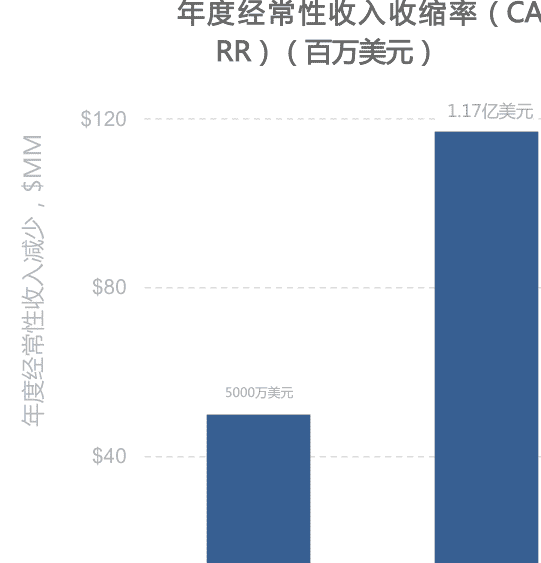 年度经常性收入收缩率（CA
RR）（百万美元）
1.17亿美元
$120
年度经常性收入减少，$MM
$80
5000万美元
$40